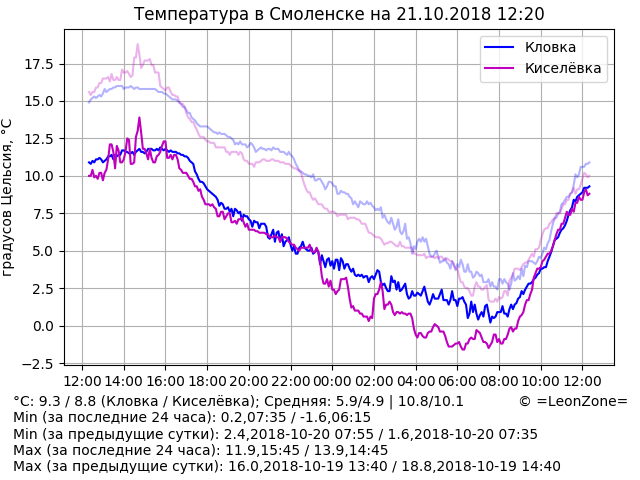 Температура в Смоленске на 21.10.2018 12:20
градусов Цельсия, °C
17.5
15.0
12.5
10.0
7.5
5.0
2.5
0.0
−2.5
Кловка
Киселёвка
12:00 14:00 16:00 18:00 20:00 22:00 00:00 02:00 04:00 06:00 08:00 10:00 12:00
°C: 9.3 / 8.8 (Кловка / Киселёвка); Средняя: 5.9/4.9 | 10.8/10.1 © =LeonZone=
Min (за последние 24 часа): 0.2,07:35 / -1.6,06:15
Min (за предыдущие сутки): 2.4,2018-10-20 07:55 / 1.6,2018-10-20 07:35
Max (за последние 24 часа): 11.9,15:45 / 13.9,14:45
Max (за предыдущие сутки): 16.0,2018-10-19 13:40 / 18.8,2018-10-19 14:40